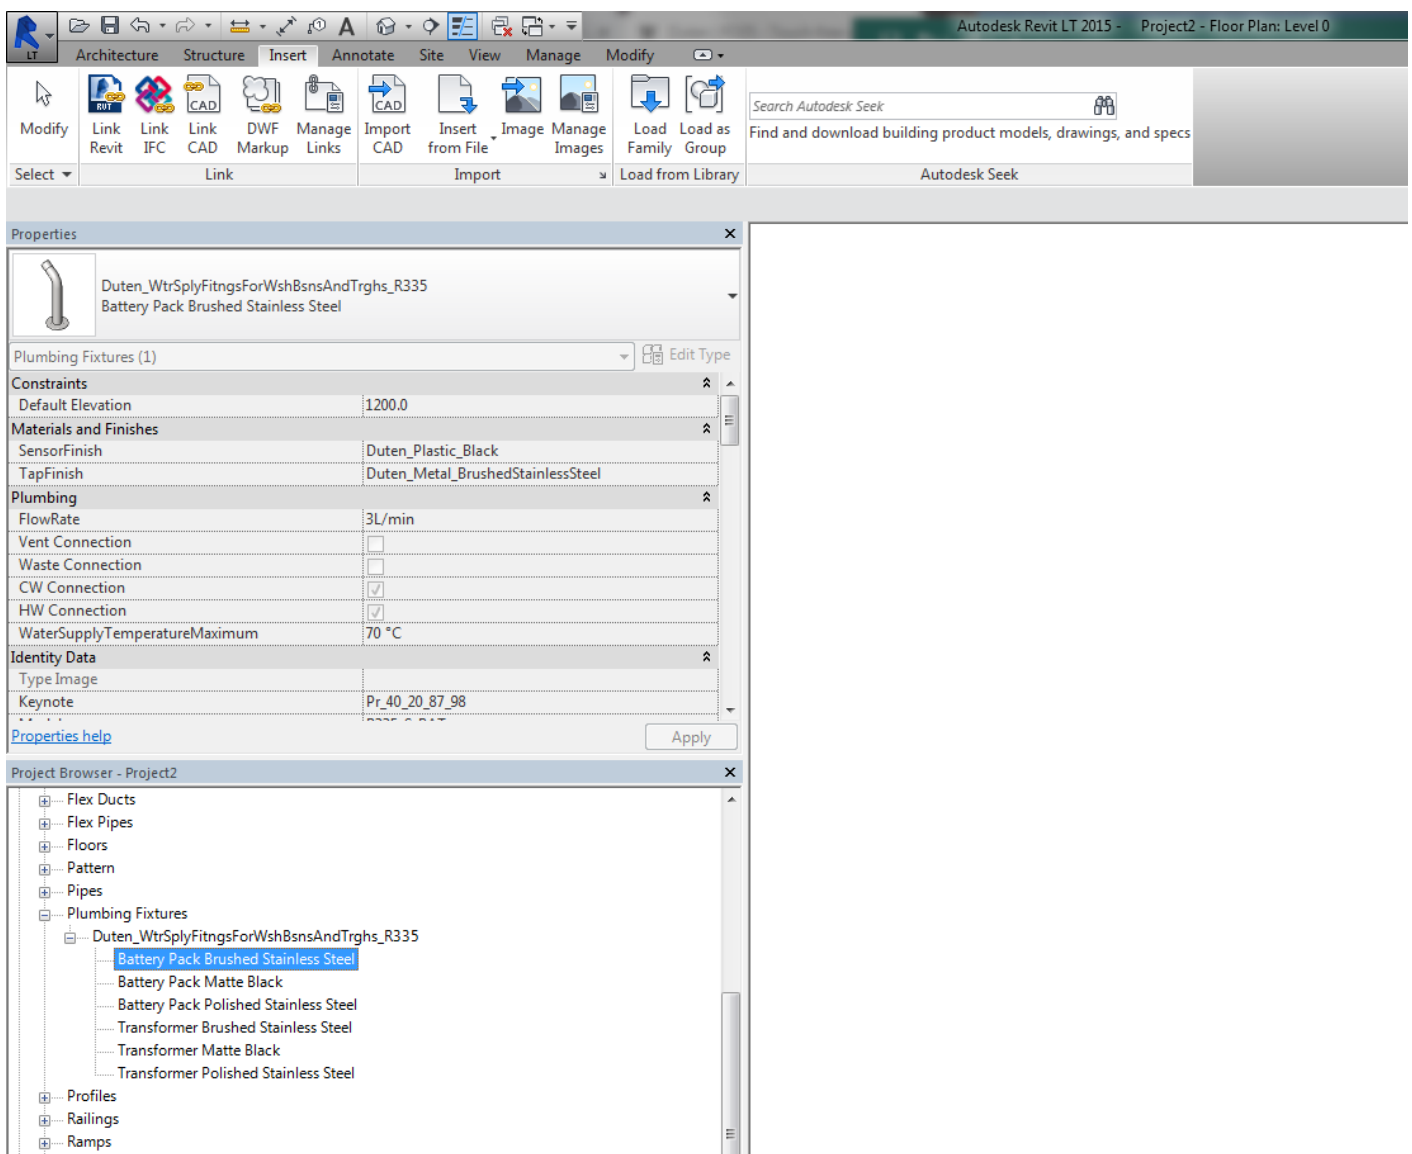 Autodesk Revit LT 2015 - Project2 - Floor Plan: Level 0
LT
Architecture Structure Insert Annotate Site View Manage Modify
Modify
Link Revit
Link IFC
Link CAD
DWF Markup
Manage Links
Import CAD
Insert from File
Image
Manage Images
Load Family
Load as Group
Search Autodesk Seek
Find and download building product models, drawings, and specs
Select Link Import Load from Library Autodesk Seek
Properties
Duten_WtrSplyFitngsForWshBsnsAndTrghs_R335
Battery Pack Brushed Stainless Steel
Plumbing Fixtures (1) Edit Type
Constraints
Default Elevation 1200.0
Materials and Finishes
SensorFinish Duten_Plastic_Black
TapFinish Duten_Metal_BrushedStainlessSteel
Plumbing
FlowRate 3L/min
Vent Connection
Waste Connection
CW Connection
HW Connection
WaterSupplyTemperatureMaximum 70 °C
Identity Data
Type Image
Keynote Pr_40_20_87_98
Properties help Apply
Project Browser - Project2
Flex Ducts
Flex Pipes
Floors
Pattern
Pipes
Plumbing Fixtures
Duten_WtrSplyFitngsForWshBsnsAndTrghs_R335
Battery Pack Brushed Stainless Steel
Battery Pack Matte Black
Battery Pack Polished Stainless Steel
Transformer Brushed Stainless Steel
Transformer Matte Black
Transformer Polished Stainless Steel
Profiles
Railings
Ramps